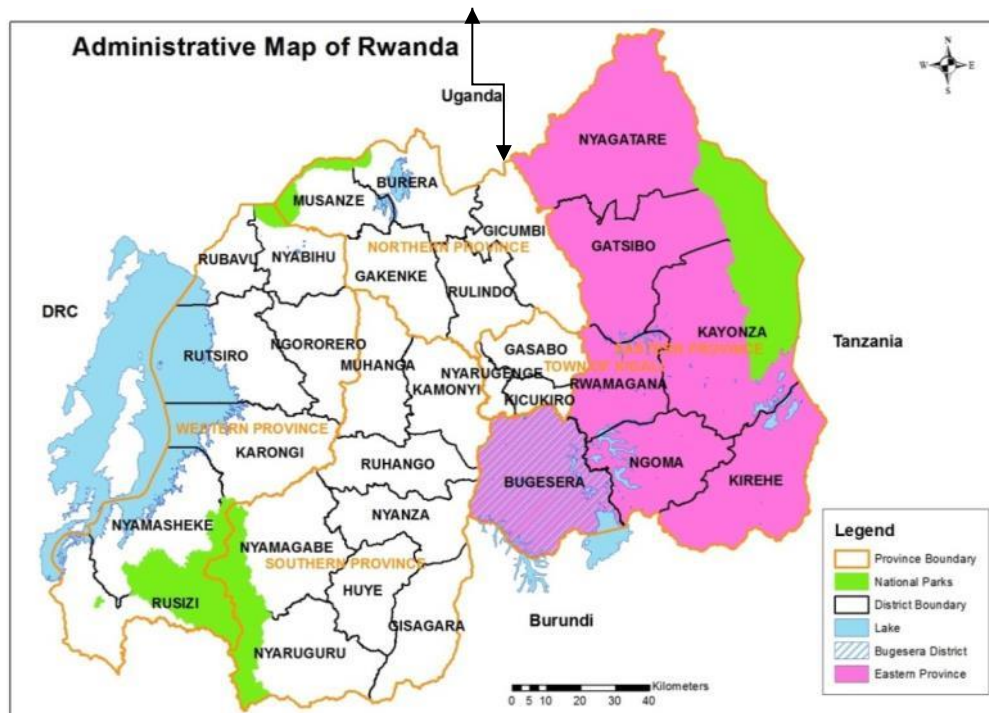 Administrative Map of Rwanda
N
W E
S
Uganda
NYAGATARE
BURERA
MUSANZE
GICUMBI
NORTHERN PROVINCE
GATSIBO
RUBAVU
NYABIHU
GAKENKE
RULINDO
DRC
KAYONZA
Tanzania
RUTSIRO
NGORORERO
GASABO
EASTERN PROVINCE
MUHANGA
NYARUGENGE
TOWN OF KIGALI
KAMONYI
KICUKIRO
RWAMAGANA
WESTERN PROVINCE
KARONGI
RUHANGO
BUGESERA
NGOMA
KIREHE
NYAMASHEKE
NYANZA
NYAMAGABE
SOUTHERN PROVINCE
HUYE
RUSIZI
GISAGARA
Burundi
NYARUGURU
Legend
Province Boundary
National Parks
District Boundary
Lake
Bugesera District
Eastern Province
Kilometers
0 5 10 20 30 40